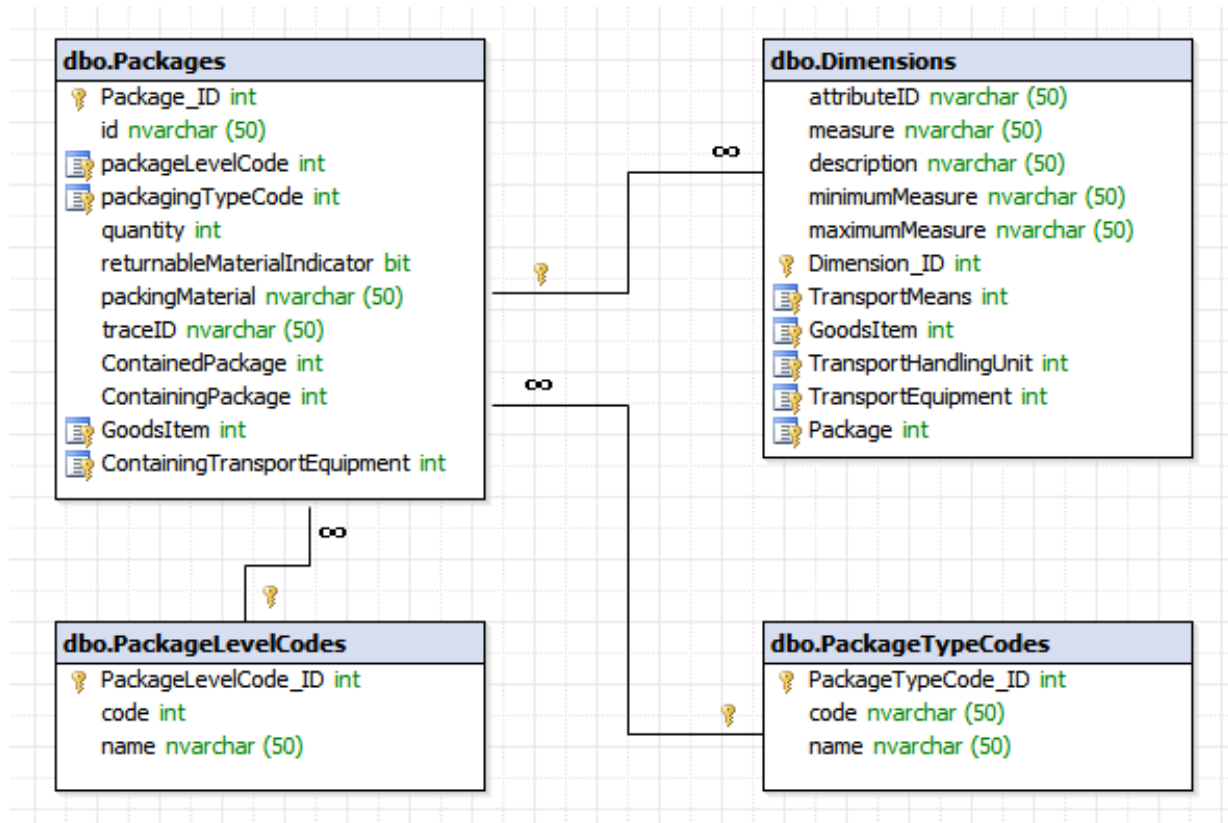 dbo.Packages
Package_ID int
id nvarchar (50)
packageLevelCode int
packagingTypeCode int
quantity int
returnableMaterialIndicator bit
packingMaterial nvarchar (50)
traceID nvarchar (50)
ContainedPackage int
ContainingPackage int
GoodsItem int
ContainingTransportEquipment int
dbo.Dimensions
attributeID nvarchar (50)
measure nvarchar (50)
description nvarchar (50)
minimumMeasure nvarchar (50)
maximumMeasure nvarchar (50)
Dimension_ID int
TransportMeans int
GoodsItem int
TransportHandlingUnit int
TransportEquipment int
Package int
∞
∞
∞
dbo.PackageLevelCodes
PackageLevelCode_ID int
code int
name nvarchar (50)
dbo.PackageTypeCodes
PackageTypeCode_ID int
code nvarchar (50)
name nvarchar (50)